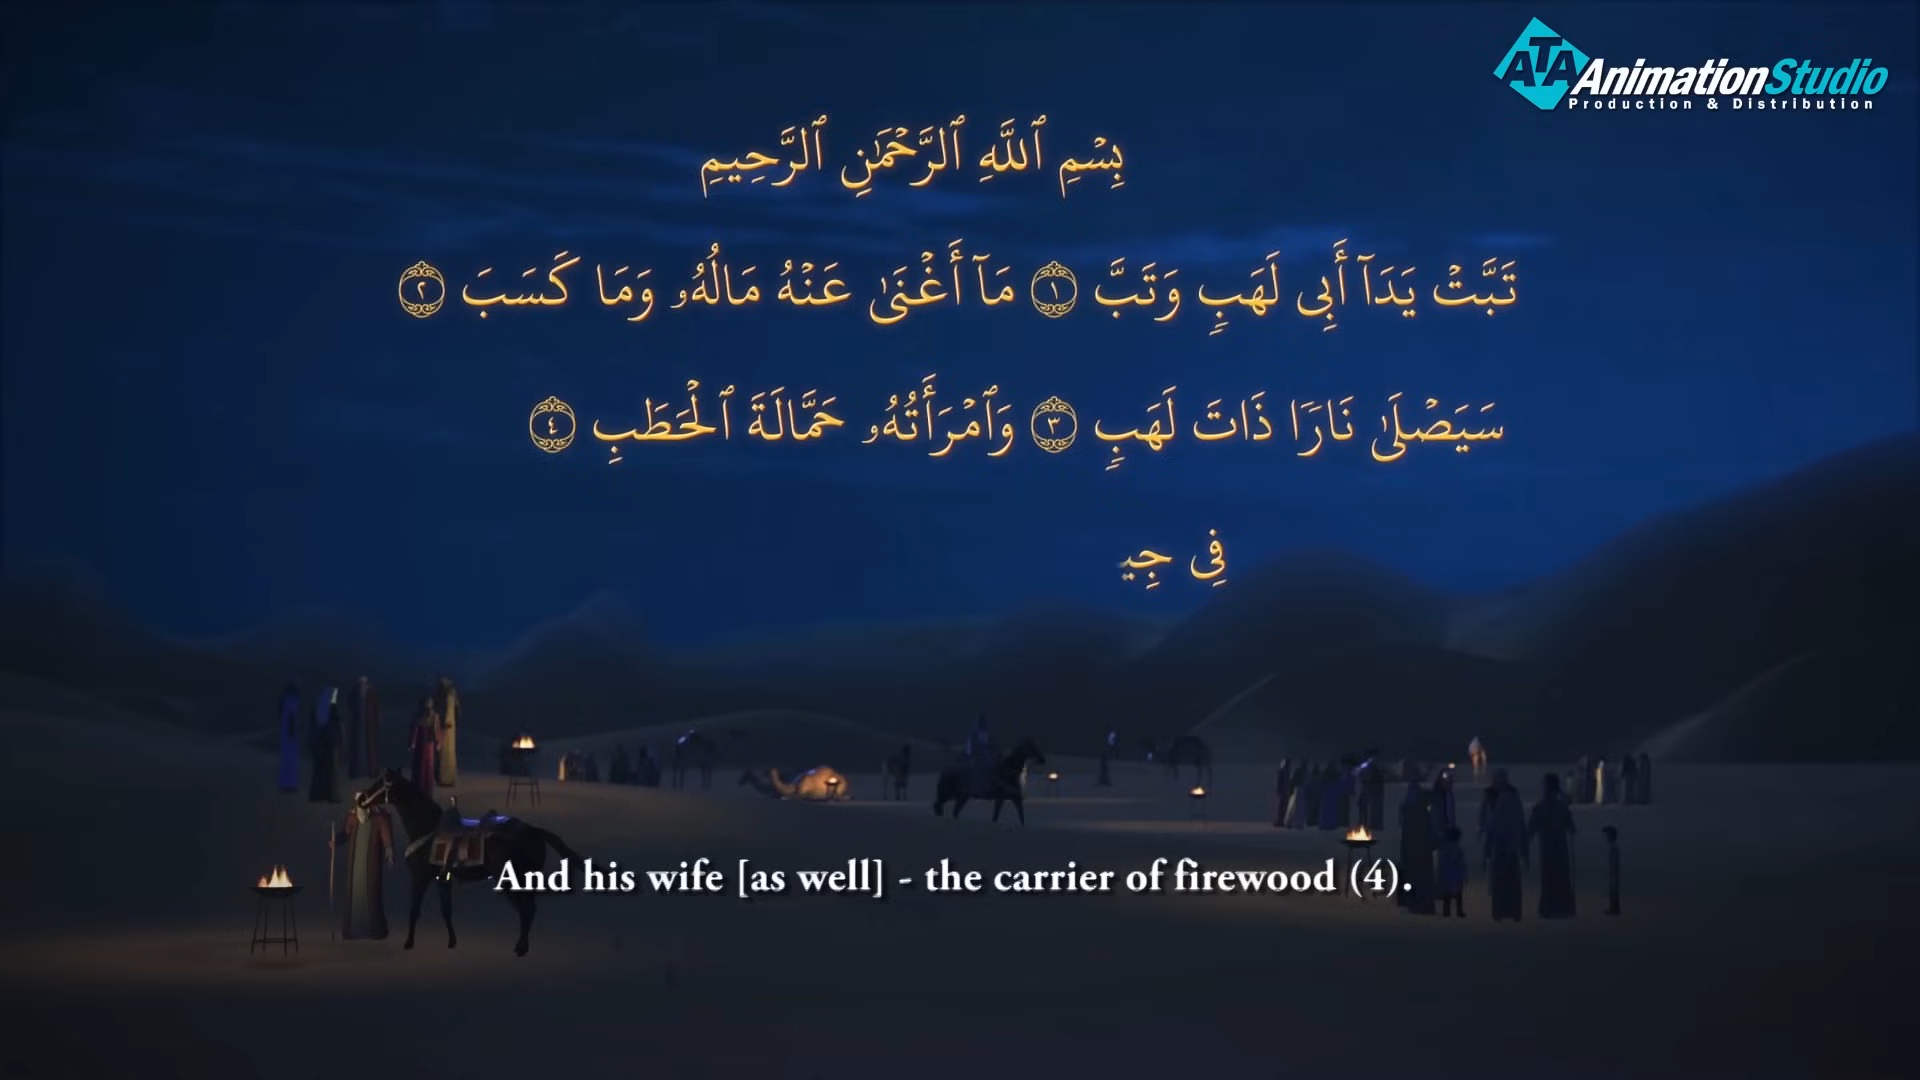 ATA AnimationStudio
Production & Distribution
بِسْمِ ٱللَّهِ ٱلرَّحْمَٰنِ ٱلرَّحِيمِ
تَبَّتْ يَدَآ أَبِى لَهَبٍ وَتَبَّ ١ مَآ أَغْنَىٰ عَنْهُ مَالُهُۥ وَمَا كَسَبَ ٢
سَيَصْلَىٰ نَارًا ذَاتَ لَهَبٍ ٣ وَٱمْرَأَتُهُۥ حَمَّالَةَ ٱلْحَطَبِ ٤
فِى جِيـ
And his wife [as well] - the carrier of firewood (4).